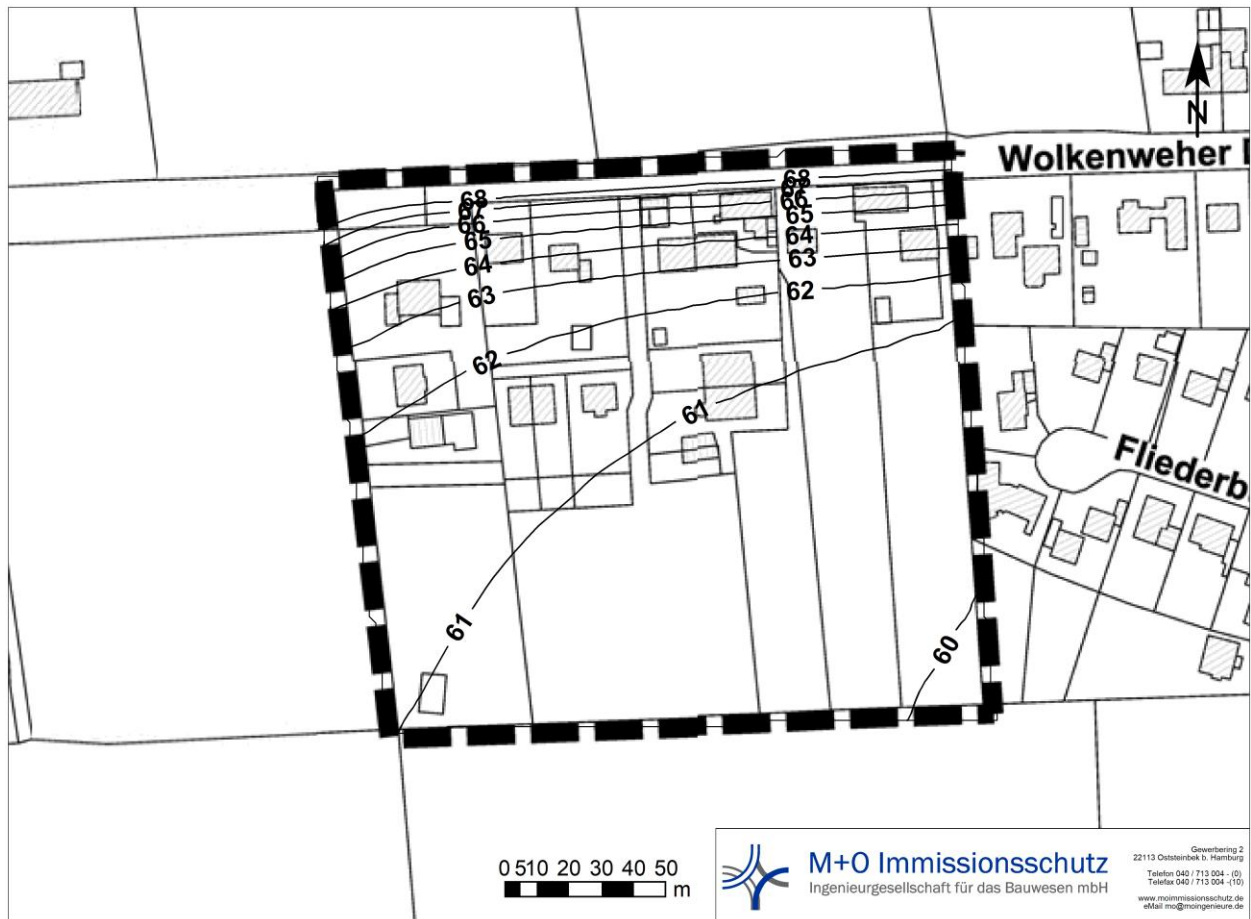 N
Wolkenweher
68
68
67
67
66
66
65
65
64
64
63
63
62
62
61
61
60
Fliederb
0 5 10 20 30 40 50
m
M+O Immissionsschutz
Ingenieurgesellschaft für das Bauwesen mbH
Gewerbering 2
22113 Oststeinbek b. Hamburg
Telefon 040 / 713 004 - (0)
Telefax 040 / 713 004 -(10)
www.moimmissionsschutz.de
eMail mo@moingenieure.de